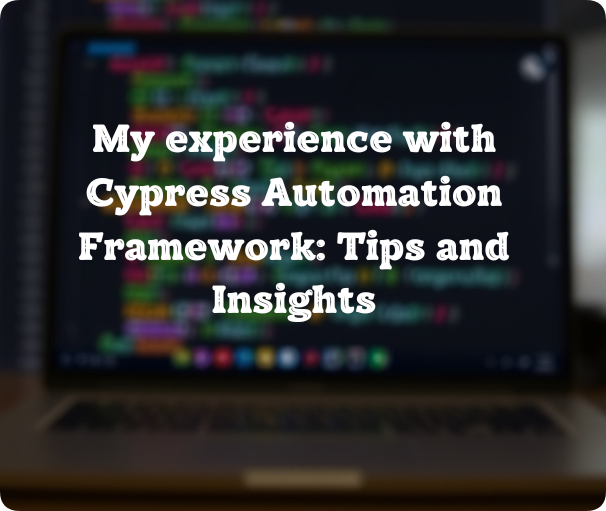 My experience with
Cypress Automation
Framework: Tips and
Insights